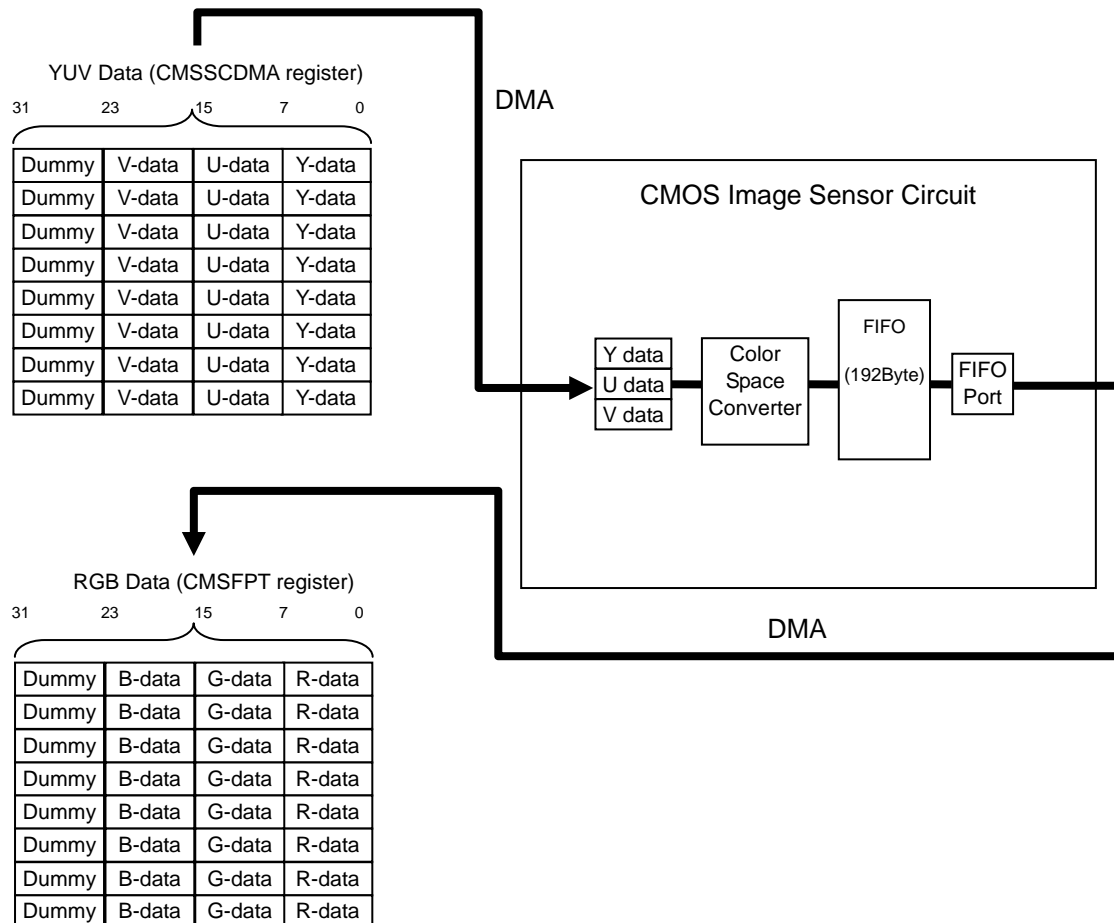 YUV Data (CMSSCDMA register)
31 23 15 7 0
Dummy V-data U-data Y-data
Dummy V-data U-data Y-data
Dummy V-data U-data Y-data
Dummy V-data U-data Y-data
Dummy V-data U-data Y-data
Dummy V-data U-data Y-data
Dummy V-data U-data Y-data
Dummy V-data U-data Y-data
DMA
CMOS Image Sensor Circuit
Y data
U data
V data
Color
Space
Converter
FIFO
(192Byte)
FIFO
Port
DMA
RGB Data (CMSFPT register)
31 23 15 7 0
Dummy B-data G-data R-data
Dummy B-data G-data R-data
Dummy B-data G-data R-data
Dummy B-data G-data R-data
Dummy B-data G-data R-data
Dummy B-data G-data R-data
Dummy B-data G-data R-data
Dummy B-data G-data R-data